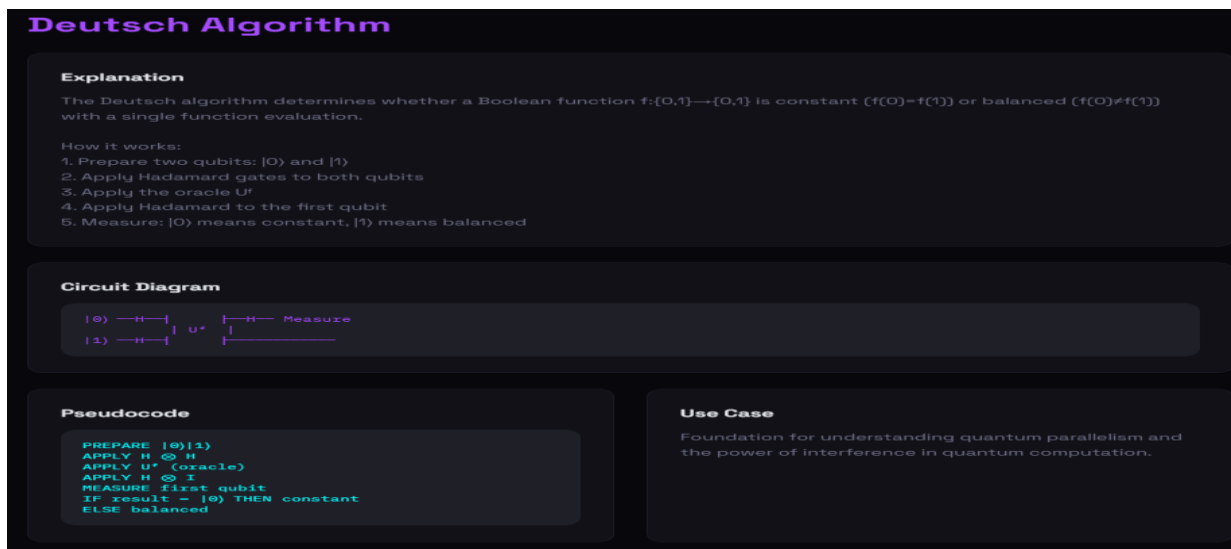 Deutsch Algorithm
Explanation
The Deutsch algorithm determines whether a Boolean function f:{0,1}→{0,1} is constant (f(0)=f(1)) or balanced (f(0)≠f(1))
with a single function evaluation.
How it works:
1. Prepare two qubits: |0⟩ and |1⟩
2. Apply Hadamard gates to both qubits
3. Apply the oracle Uᶠ
4. Apply Hadamard to the first qubit
5. Measure: |0⟩ means constant, |1⟩ means balanced
Circuit Diagram
|0⟩ ──H──┤     ├──H── Measure
         │ Uᶠ  │
|1⟩ ──H──┤     ├───────────
Pseudocode
PREPARE |0⟩|1⟩
APPLY H ⊗ H
APPLY Uᶠ (oracle)
APPLY H ⊗ I
MEASURE first qubit
IF result = |0⟩ THEN constant
ELSE balanced
Use Case
Foundation for understanding quantum parallelism and
the power of interference in quantum computation.